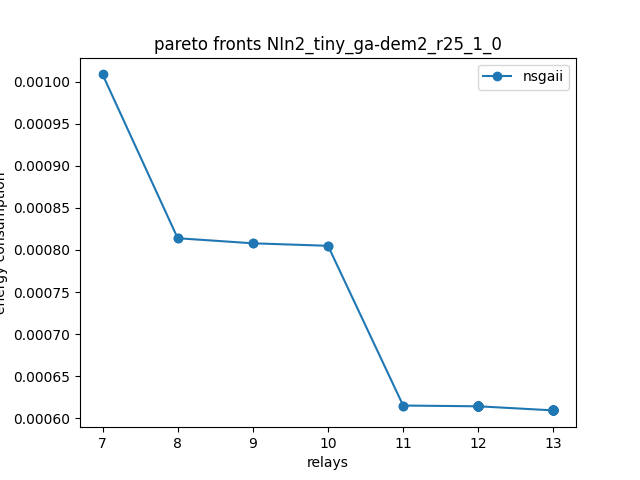 pareto fronts NIn2_tiny_ga-dem2_r25_1_0
nsgaii
0.00100
0.00095
0.00090
0.00085
0.00080
0.00075
0.00070
0.00065
0.00060
energy consumption
7 8 9 10 11 12 13
relays